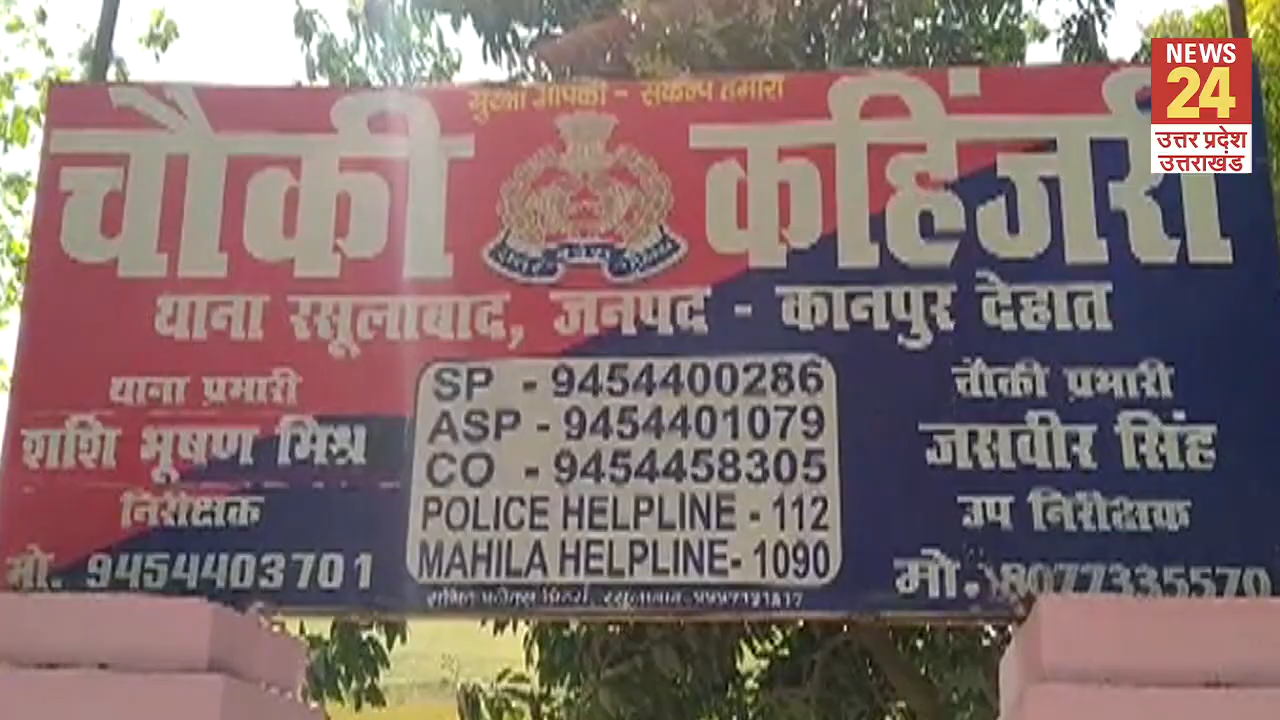 NEWS
24
उत्तर प्रदेश
उत्तराखंड
सुरक्षा आपकी - संकल्प हमारा
चौकी कहिंजरी
थाना रसूलाबाद, जनपद - कानपुर देहात
थाना प्रभारी
शशि भूषण मिश्र
निरीक्षक
मो. 9454403701
SP - 9454400286
ASP - 9454401079
CO - 9454458305
POLICE HELPLINE - 112
MAHILA HELPLINE- 1090
चौकी प्रभारी
जसवीर सिंह
उप निरीक्षक
मो. 8077335570